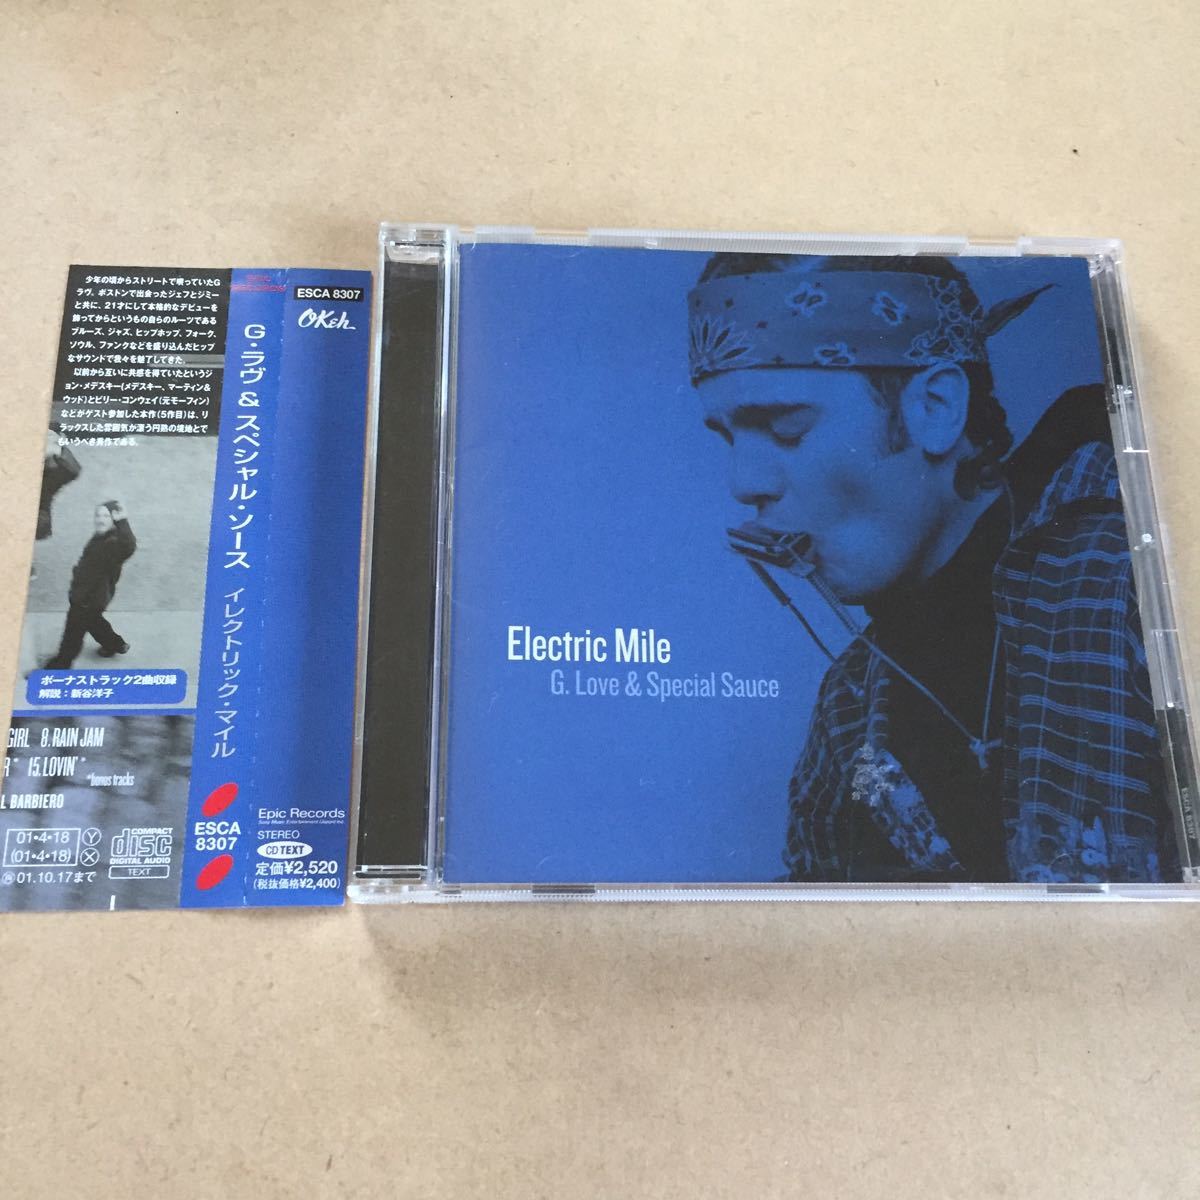 少年の頃からストリートで唄っていたG
ラヴ。ボストンで出会ったジェフとジミー
と共に、21才にして本格的なデビューを
飾ってからというもの自らのルーツである
ブルーズ、ジャズ、ヒップホップ、フォーク、
ソウル、ファンクなどを盛り込んだヒップ
なサウンドで我々を魅了してきた。
以前から互いに共感を得ていたというジ
ョン・メデスキー(メデスキー、マーティン&
ウッド)とビリー・コンウェイ(元モーフィン)
などがゲスト参加した本作(5作目)は、リ
ラックスした雰囲気が漂う円熟の境地とで
もいうべき秀作である。
ボーナストラック2曲収録
解説：新谷洋子
GIRL 8. RAIN JAM
R* 15. LOVIN'*
*bonus tracks
L BARBIERO
01•4•18 Y
(01•4•18) X
01.10.17まで
COMPACT
disc
DIGITAL AUDIO
TEXT
EPIC
RECORDS
G・ラヴ&スペシャル・ソース イレクトリック・マイル
ESCA
8307
ESCA 8307
OKeh
Epic Records
Sony Music Entertainment (Japan) Inc.
STEREO
CD TEXT
定価¥2,520
(税抜価格¥2,400)
Electric Mile
G. Love & Special Sauce
ESCA 8307